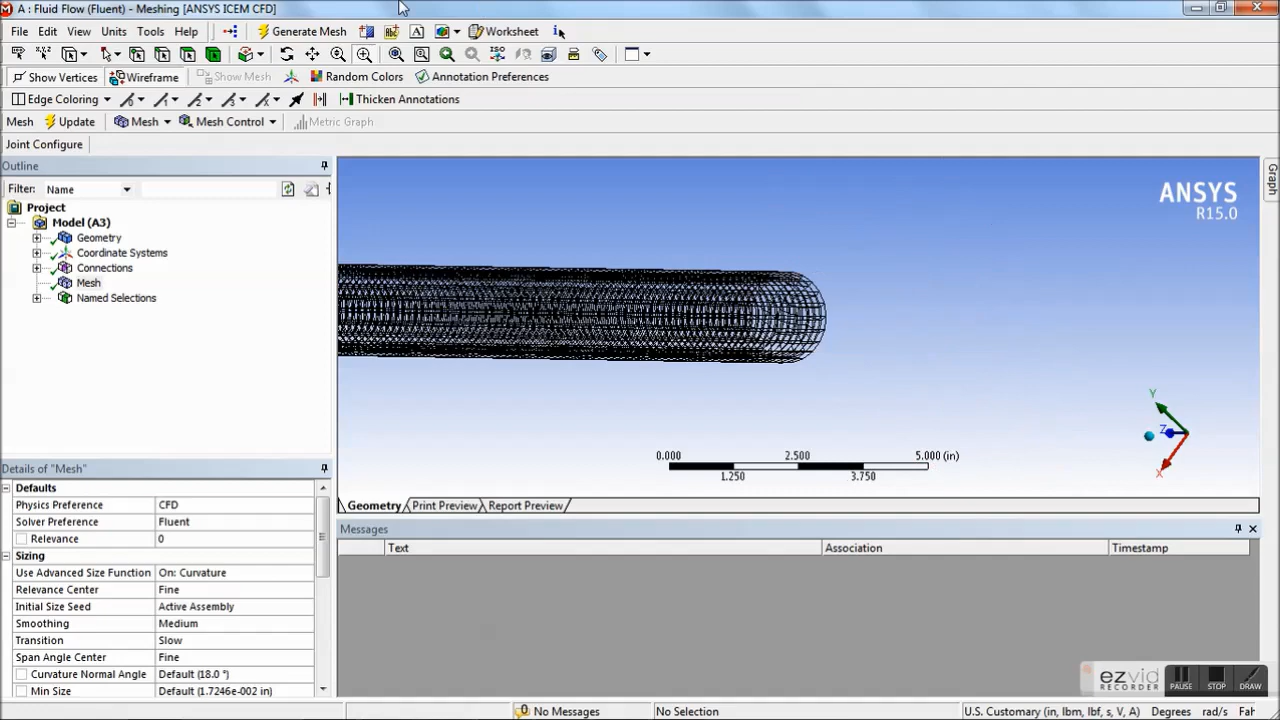 A : Fluid Flow (Fluent) - Meshing [ANSYS ICEM CFD]
File Edit View Units Tools Help Generate Mesh Worksheet
Show Vertices Wireframe Show Mesh Random Colors Annotation Preferences
Edge Coloring Thicken Annotations
Mesh Update Mesh Mesh Control Metric Graph
Joint Configure
Outline
Filter: Name
Project
Model (A3)
Geometry
Coordinate Systems
Connections
Mesh
Named Selections
Details of "Mesh"
Defaults
Physics Preference CFD
Solver Preference Fluent
Relevance 0
Sizing
Use Advanced Size Function On: Curvature
Relevance Center Fine
Initial Size Seed Active Assembly
Smoothing Medium
Transition Slow
Span Angle Center Fine
Curvature Normal Angle Default (18.0 °)
Min Size Default (1.7246e-002 in)
ANSYS
R15.0
Graph
Y
Z
X
0.000 2.500 5.000 (in)
1.250 3.750
Geometry Print Preview Report Preview
Messages
Text Association Timestamp
ezvid
RECORDER
PAUSE STOP DRAW
0 No Messages No Selection U.S. Customary (in, lbm, lbf, s, V, A) Degrees rad/s Fah